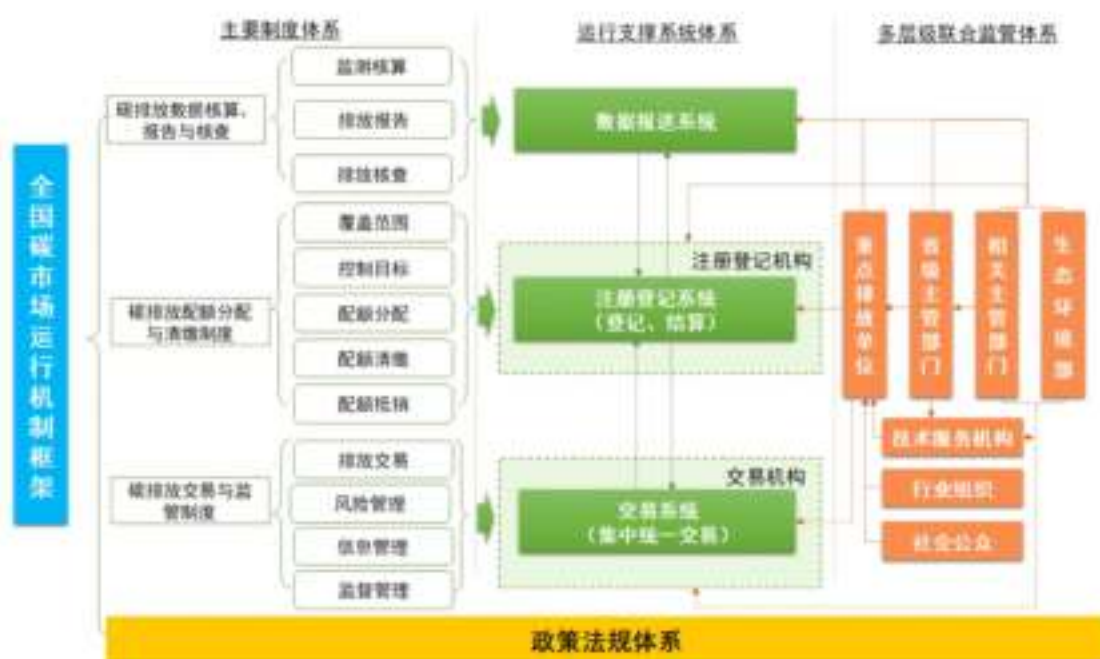 主要制度体系
运行支撑系统体系
多层级联合监管体系
全国碳市场运行机制框架
碳排放数据核算、
报告与核查
监测核算
排放报告
排放核查
数据报送系统
碳排放配额分配
与清缴制度
覆盖范围
控制目标
配额分配
配额清缴
配额抵销
注册登记机构
注册登记系统
(登记、结算)
碳排放交易与监
管制度
排放交易
风险管理
信息管理
监督管理
交易机构
交易系统
(集中统一交易)
重点排放单位
省级主管部门
相关主管部门
生态环境部
技术服务机构
行业组织
社会公众
政策法规体系